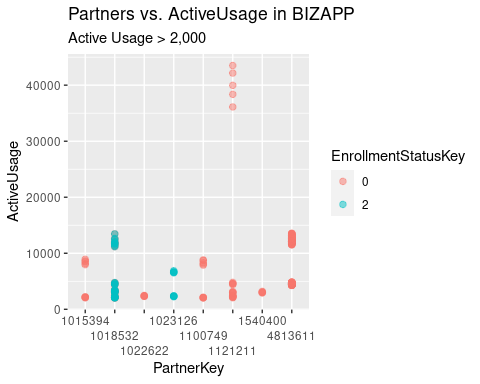 Partners vs. ActiveUsage in BIZAPP
Active Usage > 2,000
40000
30000
20000
10000
0
ActiveUsage
1015394 1023126 1540400
1018532 1100749 4813611
1022622 1121211
PartnerKey
EnrollmentStatusKey
0
2